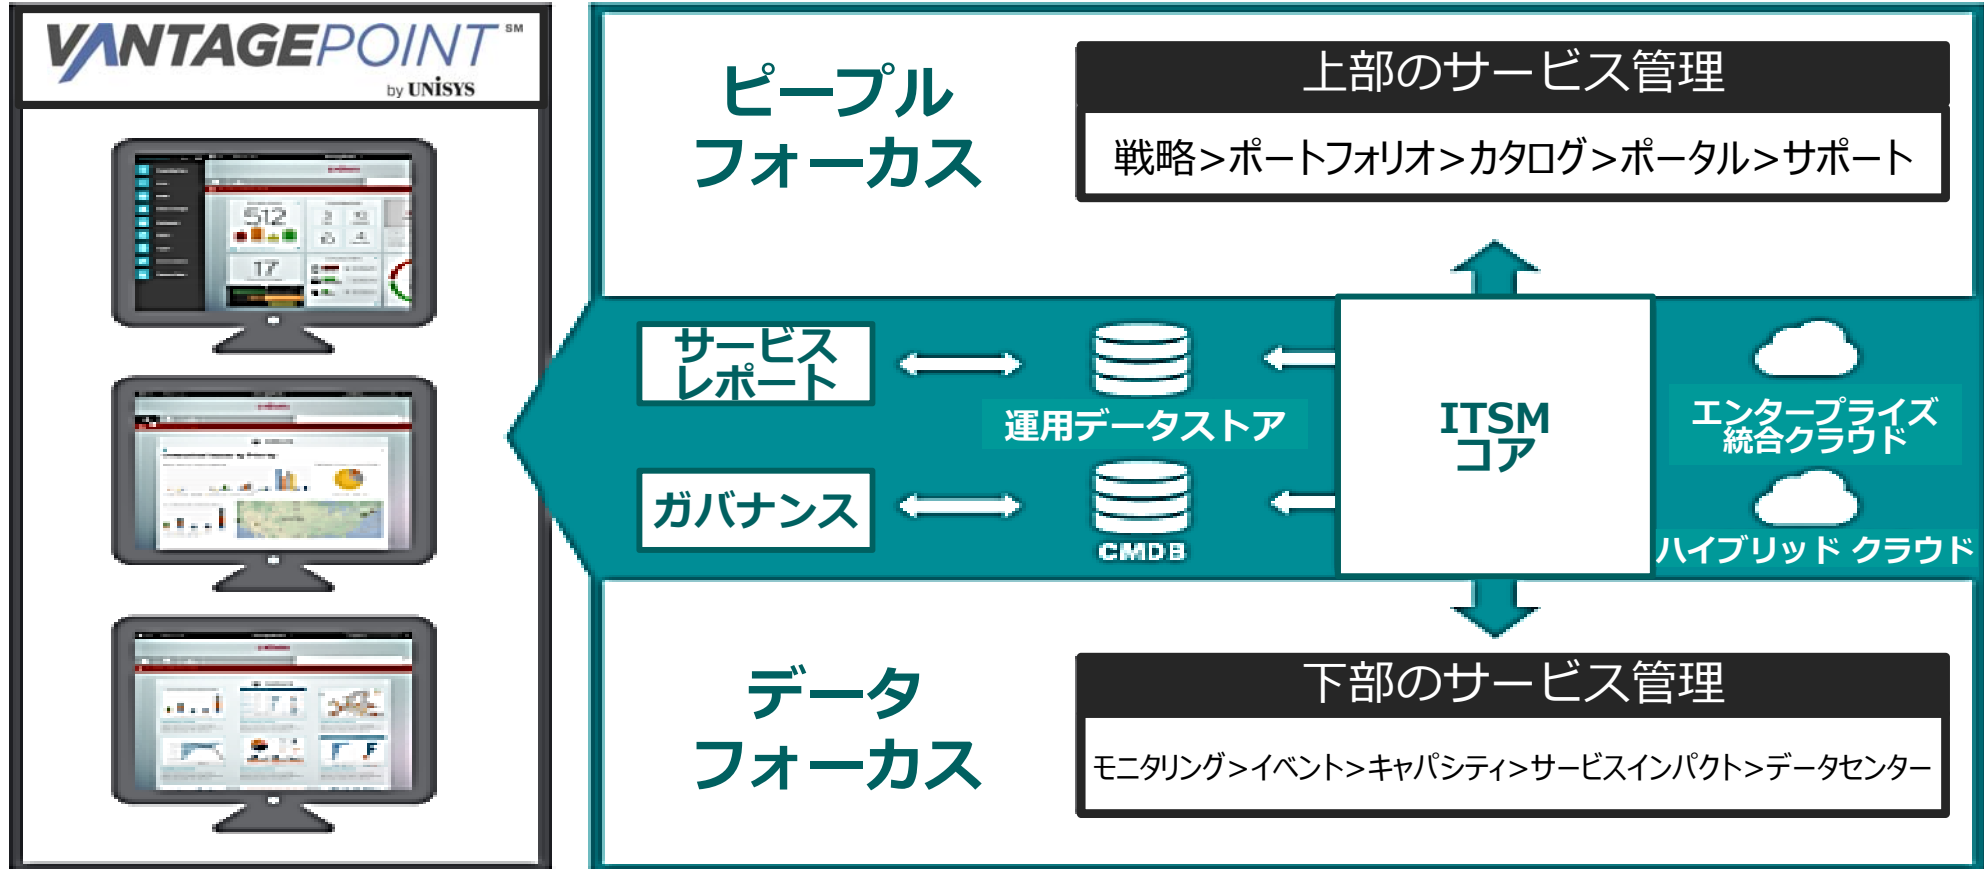 VANTAGEPOINT℠
by UNİSYS
512
17
ピープル
フォーカス
上部のサービス管理
戦略>ポートフォリオ>カタログ>ポータル>サポート
サービス
レポート
運用データストア
ガバナンス
CMDB
ITSM
コア
エンタープライズ
統合クラウド
ハイブリッド クラウド
データ
フォーカス
下部のサービス管理
モニタリング>イベント>キャパシティ>サービスインパクト>データセンター